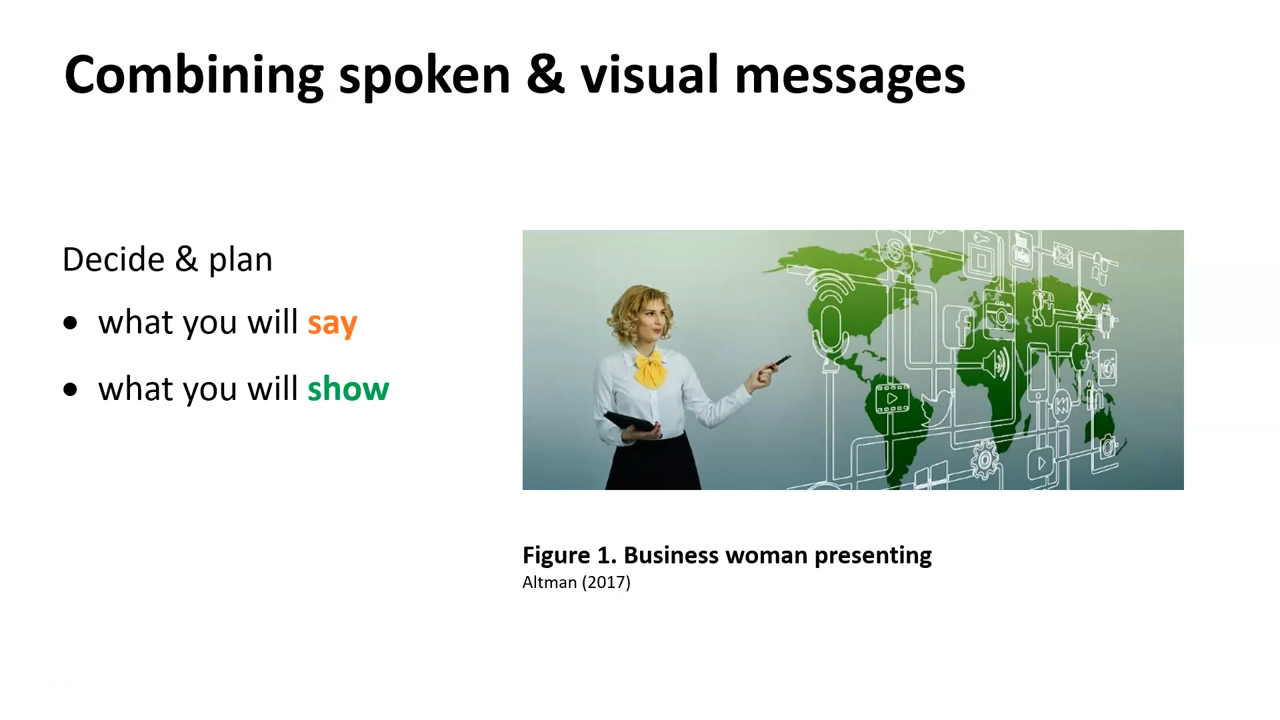 Combining spoken & visual messages
Decide & plan
• what you will say
• what you will show
Figure 1. Business woman presenting
Altman (2017)